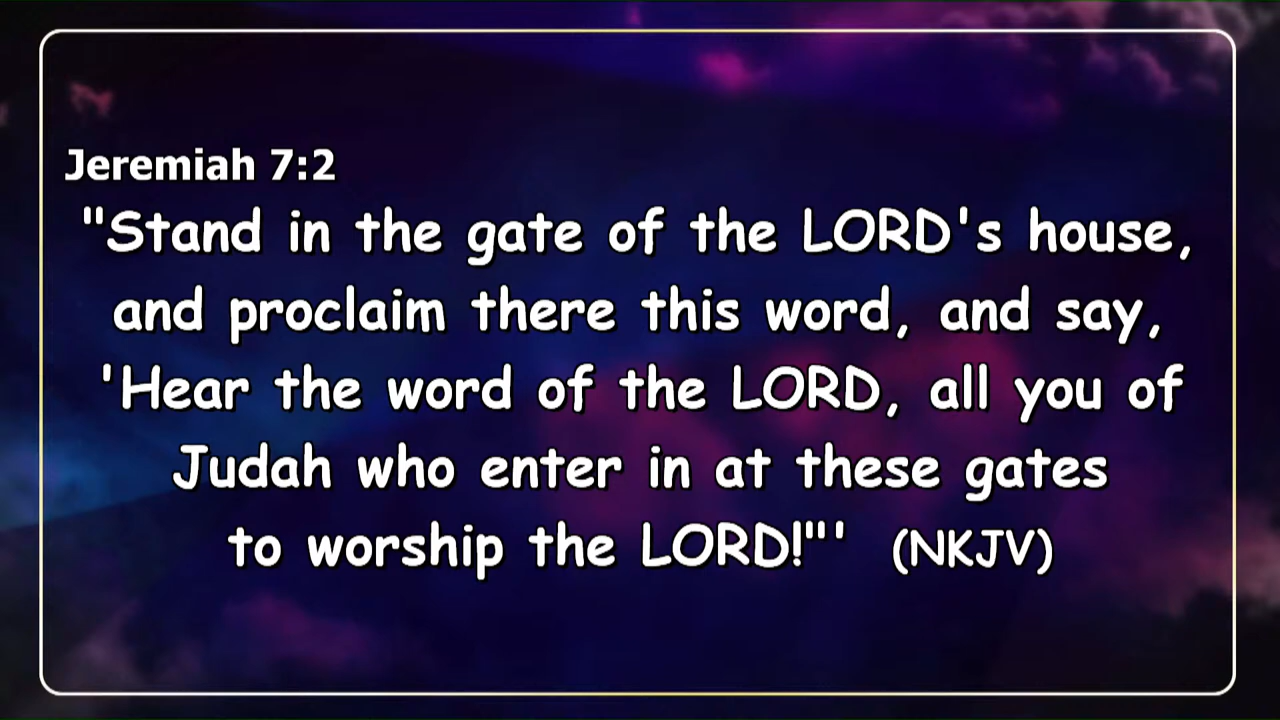 Jeremiah 7:2
"Stand in the gate of the LORD's house,
and proclaim there this word, and say,
'Hear the word of the LORD, all you of
Judah who enter in at these gates
to worship the LORD!"' (NKJV)